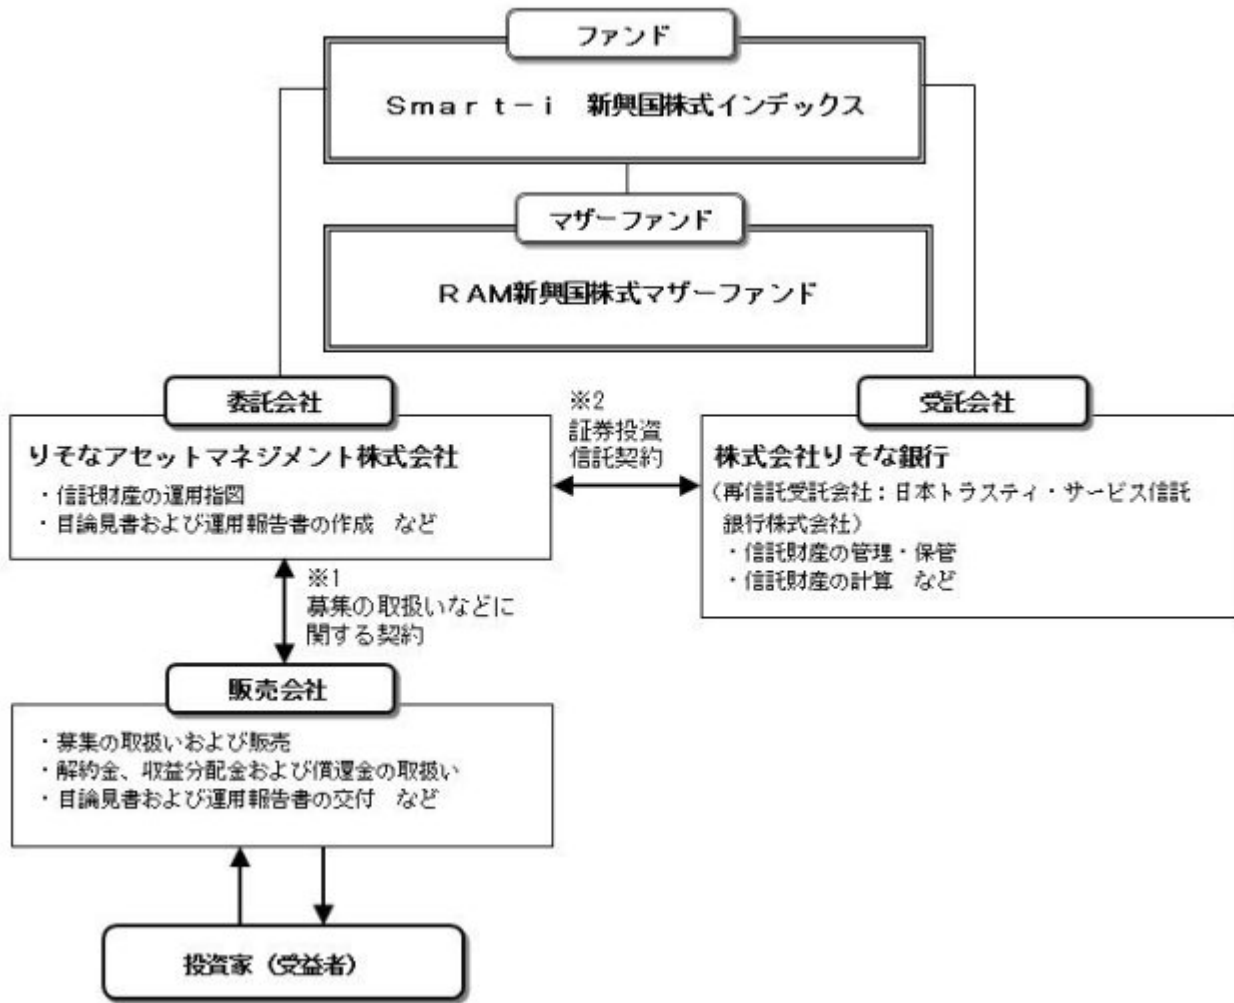 ファンド
Ｓｍａｒｔ－ｉ　新興国株式インデックス
マザーファンド
ＲＡＭ新興国株式マザーファンド
委託会社
りそなアセットマネジメント株式会社
・信託財産の運用指図
・目論見書および運用報告書の作成　など
※2
証券投資
信託契約
受託会社
株式会社りそな銀行
（再信託受託会社：日本トラスティ・サービス信託
銀行株式会社）
・信託財産の管理・保管
・信託財産の計算　など
※1
募集の取扱いなどに
関する契約
販売会社
・募集の取扱いおよび販売
・解約金、収益分配金および償還金の取扱い
・目論見書および運用報告書の交付　など
投資家（受益者）